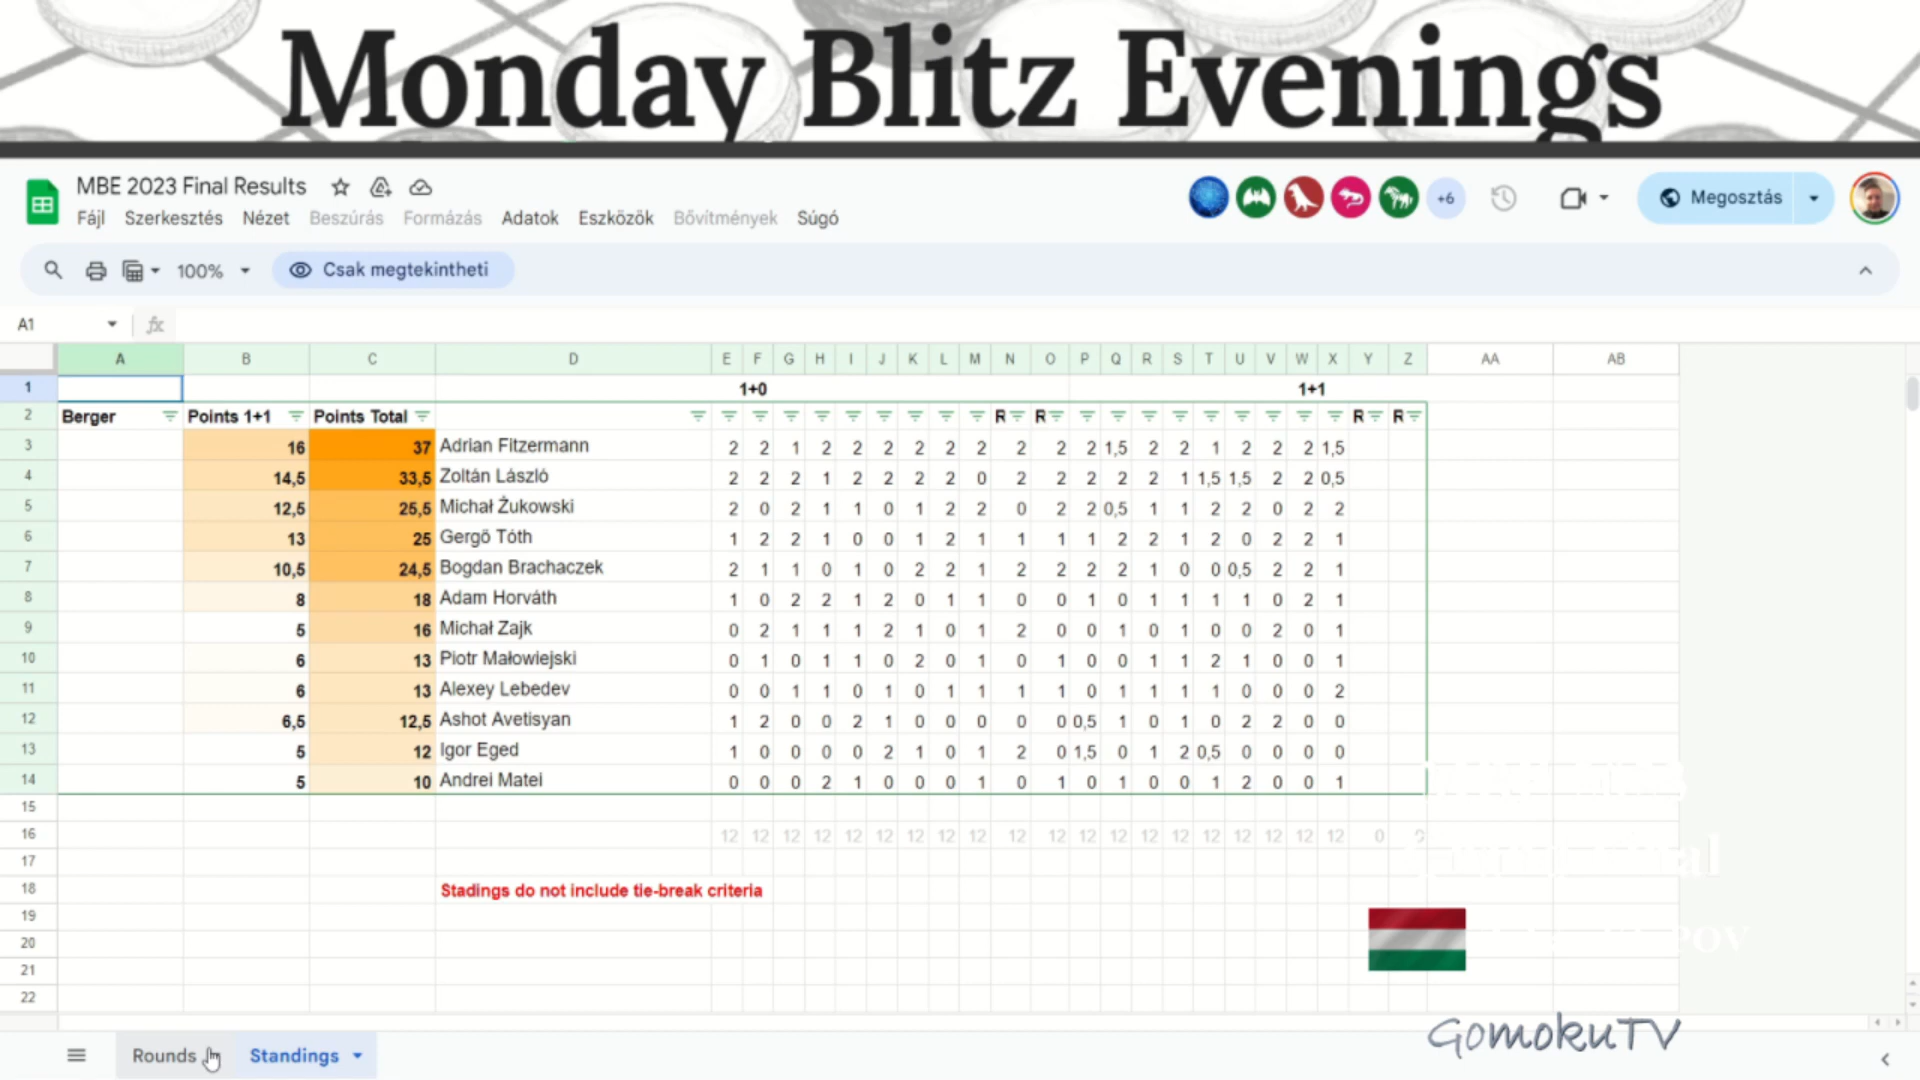 Monday Blitz Evenings
MBE 2023 Final Results
Fájl Szerkesztés Nézet Beszúrás Formázás Adatok Eszközök Bővítmények Súgó
+6
Megosztás
100% Csak megtekintheti
A1 fx
A B C D E F G H I J K L M N O P Q R S T U V W X Y Z AA AB
1 1+0 1+1
2 Berger Points 1+1 Points Total R R R R
3 16 37 Adrian Fitzermann 2 2 1 2 2 2 2 2 2 2 2 2 1,5 2 2 1 2 2 2 1,5
4 14,5 33,5 Zoltán László 2 2 2 1 2 2 2 2 0 2 2 2 2 2 1 1,5 1,5 2 2 0,5
5 12,5 25,5 Michał Żukowski 2 0 2 1 1 0 1 2 2 0 2 2 0,5 1 1 2 2 0 2 2
6 13 25 Gergő Tóth 1 2 2 1 0 0 1 2 1 1 1 1 2 2 1 2 0 2 2 1
7 10,5 24,5 Bogdan Brachaczek 2 1 1 0 1 0 2 2 1 2 2 2 2 1 0 0 0,5 2 2 1
8 8 18 Adam Horváth 1 0 2 2 1 2 0 1 1 0 0 1 0 1 1 1 1 0 2 1
9 5 16 Michał Zajk 0 2 1 1 1 2 1 0 1 2 0 0 1 0 1 0 0 2 0 1
10 6 13 Piotr Małowiejski 0 1 0 1 1 0 2 0 1 0 1 0 0 1 1 2 1 0 0 1
11 6 13 Alexey Lebedev 0 0 1 1 0 1 0 1 1 1 1 0 1 1 1 1 0 0 0 2
12 6,5 12,5 Ashot Avetisyan 1 2 0 0 2 1 0 0 0 0 0 0,5 1 0 1 0 2 2 0 0
13 5 12 Igor Eged 1 0 0 0 0 2 1 0 1 2 0 1,5 0 1 2 0,5 0 0 0 0
14 5 10 Andrei Matei 0 0 0 2 1 0 0 0 1 0 1 0 1 0 0 1 2 0 0 1
15
16 12 12 12 12 12 12 12 12 12 12 12 12 12 12 12 12 12 12 12 12 0
17
18 Stadings do not include tie-break criteria
19
20
21
22
GomokuTV
Rounds Standings